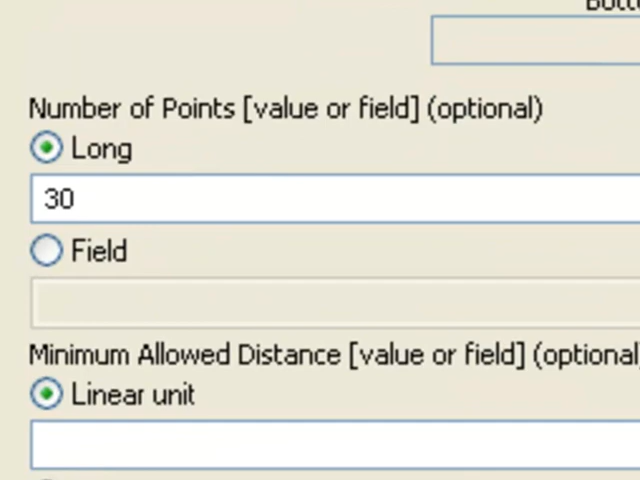 Number of Points [value or field] (optional)
Long
30
Field
Minimum Allowed Distance [value or field] (optional)
Linear unit